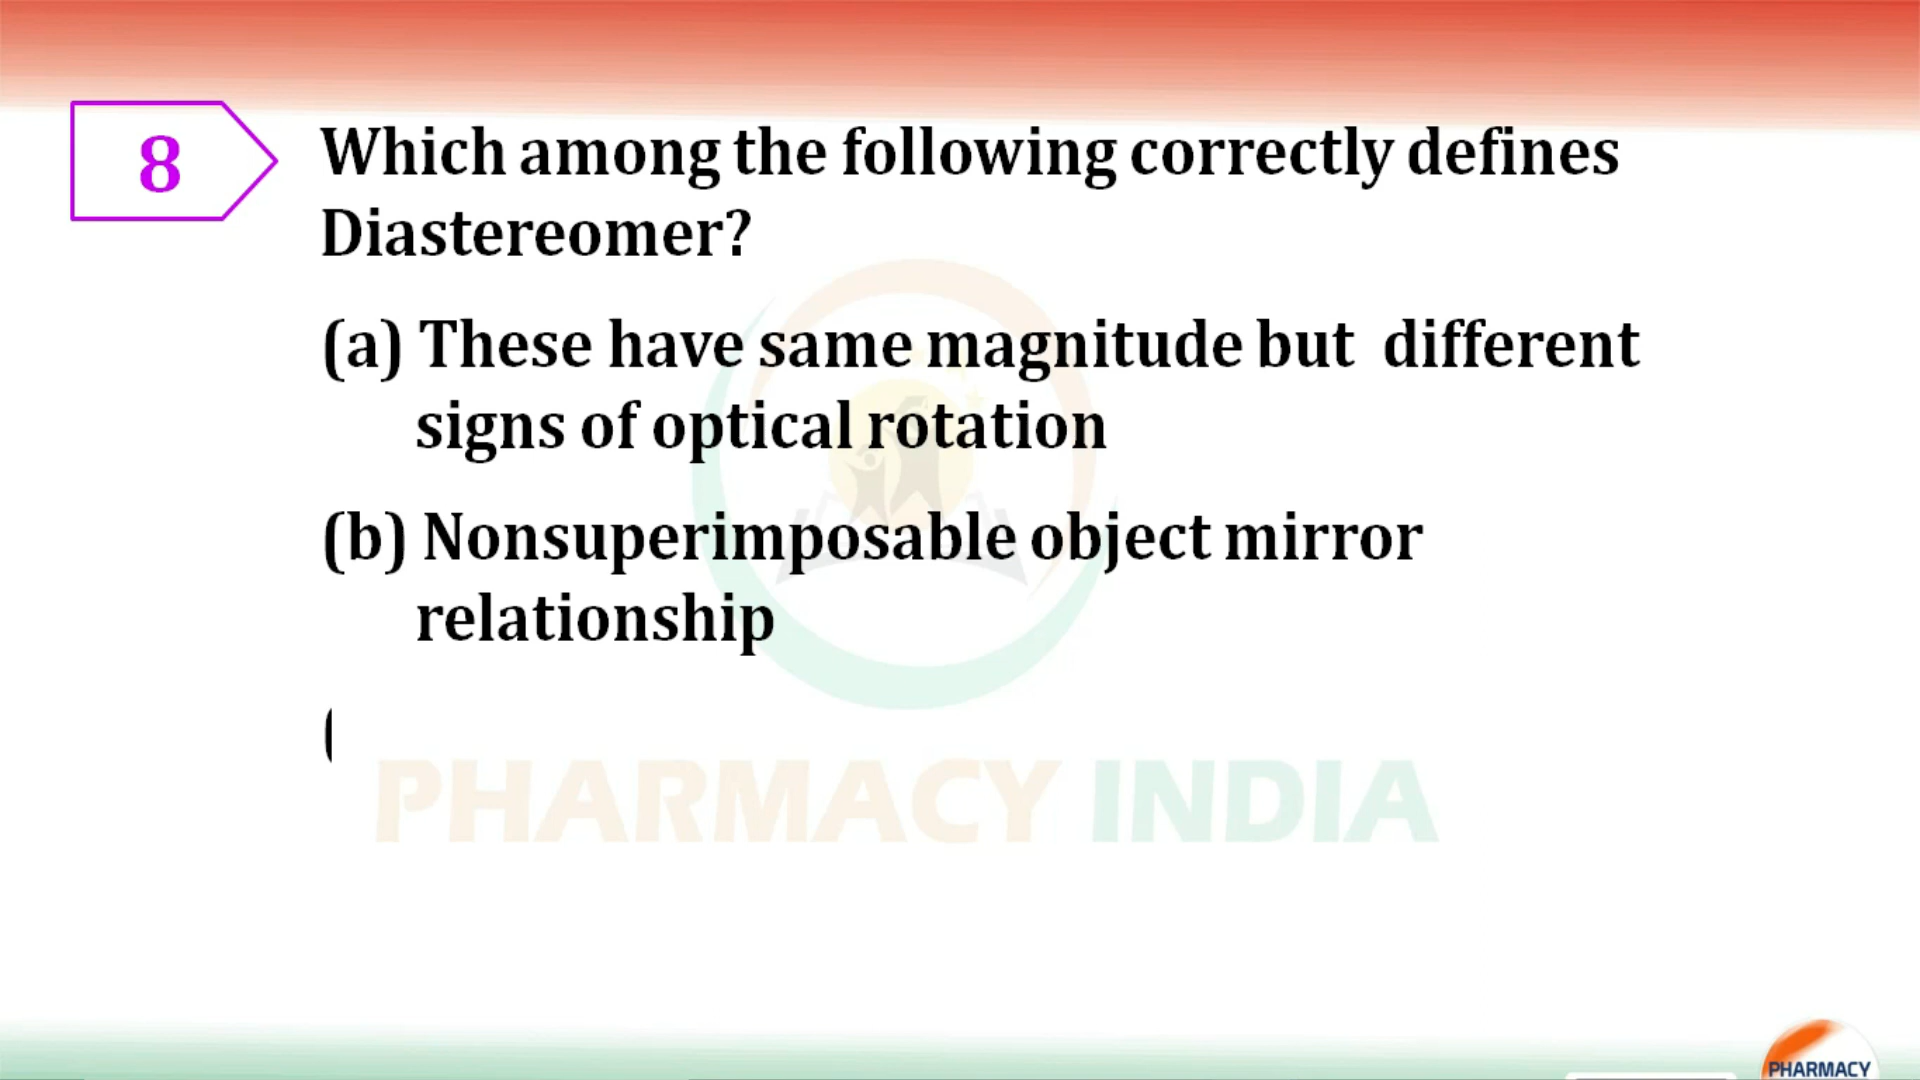 8
Which among the following correctly defines
Diastereomer?
(a) These have same magnitude but different
signs of optical rotation
(b) Nonsuperimposable object mirror
relationship
(
PHARMACY INDIA
PHARMACY